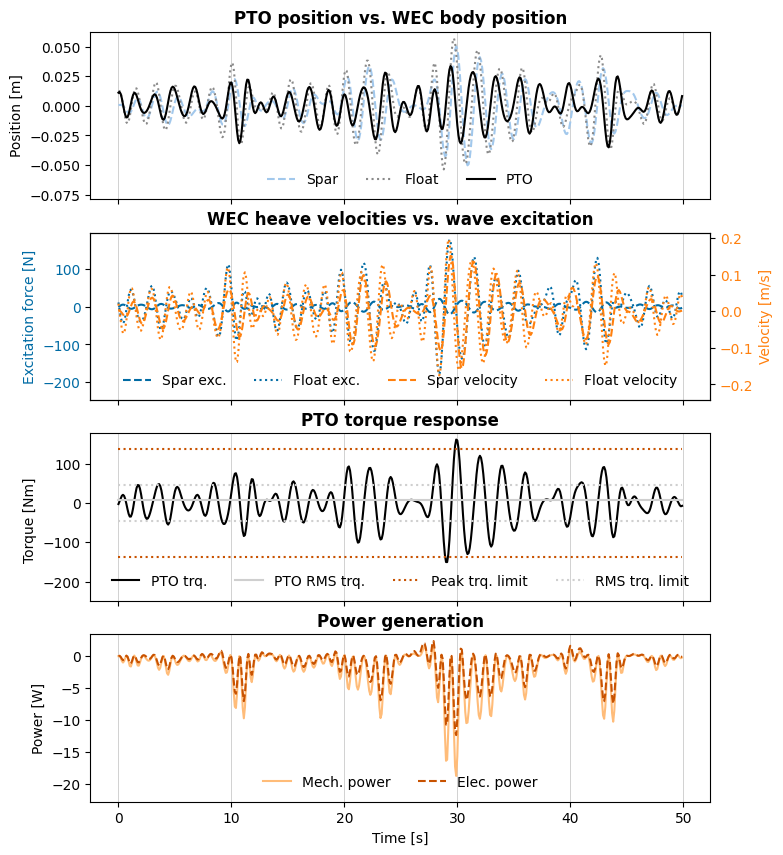 PTO position vs. WEC body position
0.050
0.025
0.000
−0.025
−0.050
−0.075
Position [m]
Spar Float PTO
WEC heave velocities vs. wave excitation
100
0
−100
−200
Excitation force [N]
0.2
0.1
0.0
−0.1
−0.2
Velocity [m/s]
Spar exc. Float exc. Spar velocity Float velocity
PTO torque response
100
0
−100
−200
Torque [Nm]
PTO trq. PTO RMS trq. Peak trq. limit RMS trq. limit
Power generation
0
−5
−10
−15
−20
Power [W]
Mech. power Elec. power
0 10 20 30 40 50
Time [s]